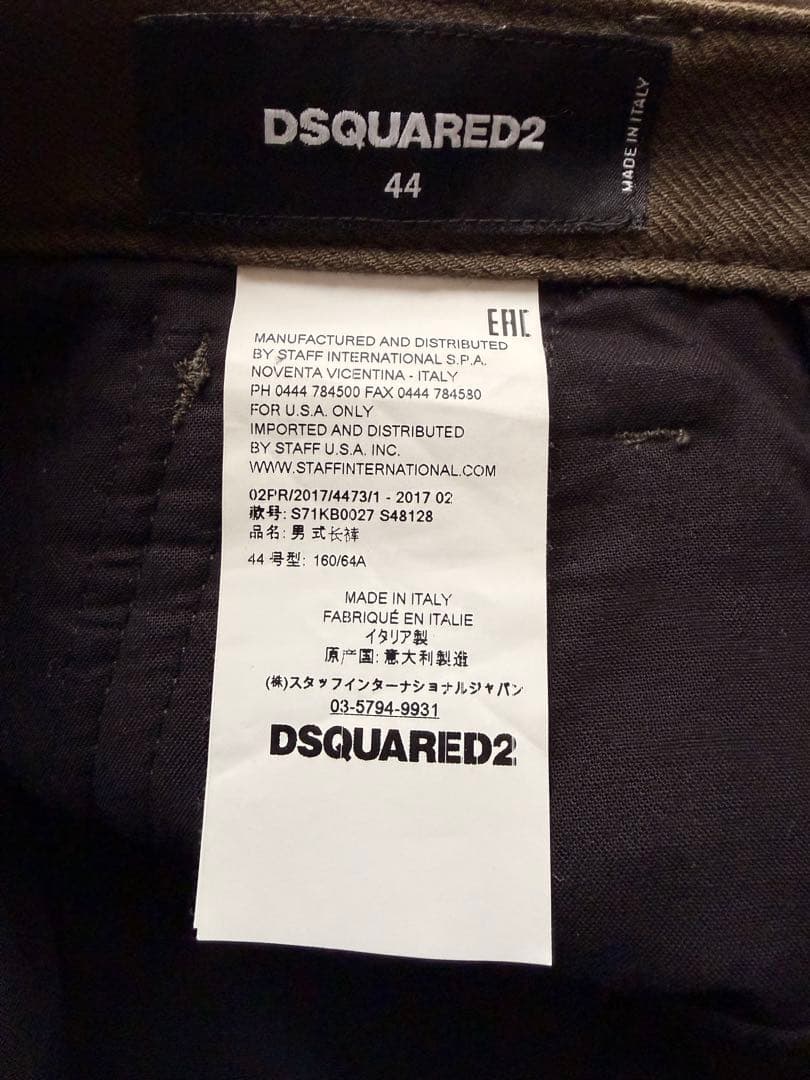 DSQUARED2
44
MADE IN ITALY
EAC
MANUFACTURED AND DISTRIBUTED
BY STAFF INTERNATIONAL S.P.A.
NOVENTA VICENTINA - ITALY
PH 0444 784500 FAX 0444 784580
FOR U.S.A. ONLY
IMPORTED AND DISTRIBUTED
BY STAFF U.S.A. INC.
WWW.STAFFINTERNATIONAL.COM
02PR/2017/4473/1 - 2017 02
款号: S71KB0027 S48128
品名: 男式长裤
44 号型: 160/64A
MADE IN ITALY
FABRIQUÉ EN ITALIE
イタリア製
原产国: 意大利製造
(株)スタッフインターナショナルジャパン
03-5794-9931
DSQUARED2